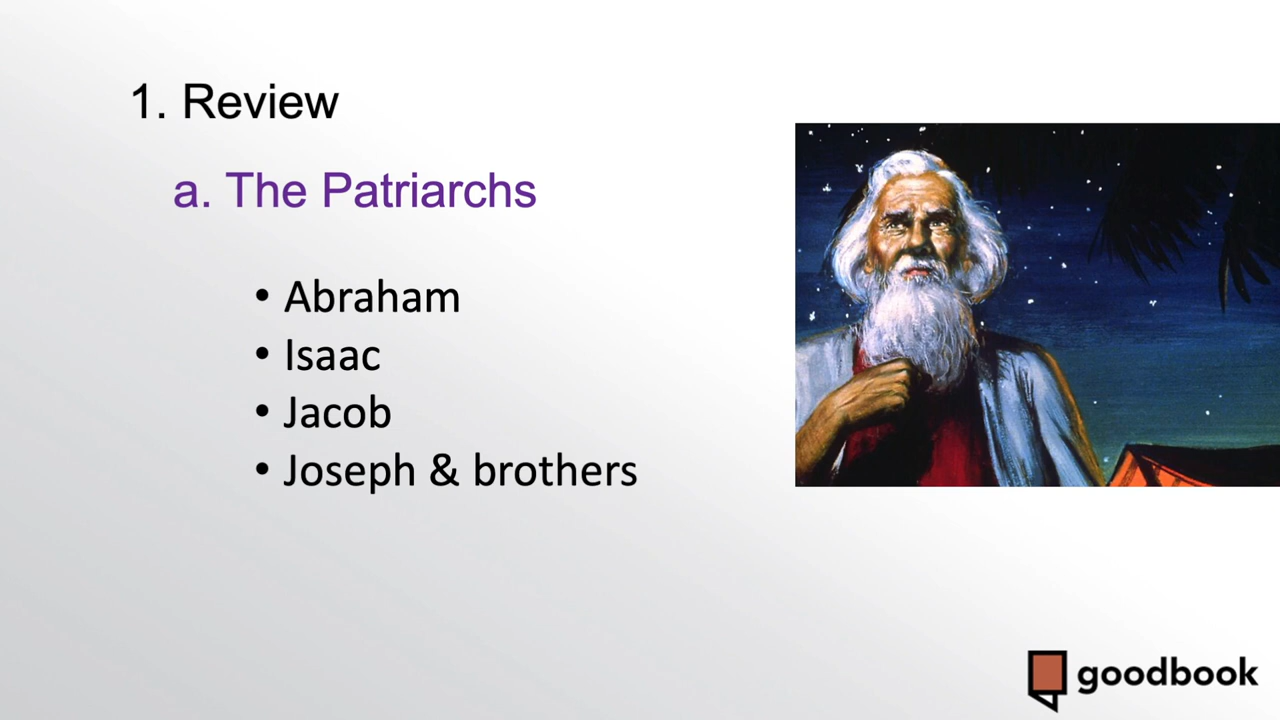 1. Review
a. The Patriarchs
• Abraham
• Isaac
• Jacob
• Joseph & brothers
goodbook